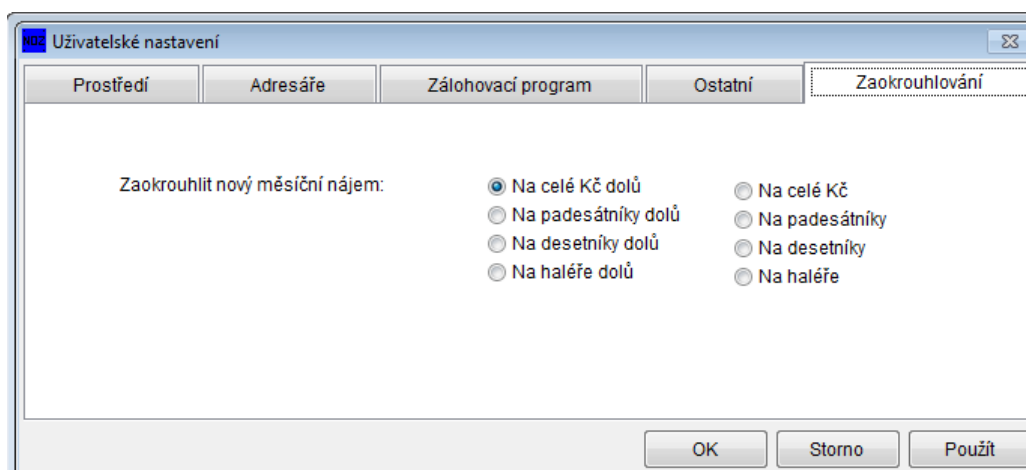 NO2 Uživatelské nastavení
Prostředí Adresáře Zálohovací program Ostatní Zaokrouhlování
Zaokrouhlit nový měsíční nájem:
Na celé Kč dolů Na celé Kč
Na padesátníky dolů Na padesátníky
Na desetníky dolů Na desetníky
Na haléře dolů Na haléře
OK Storno Použít